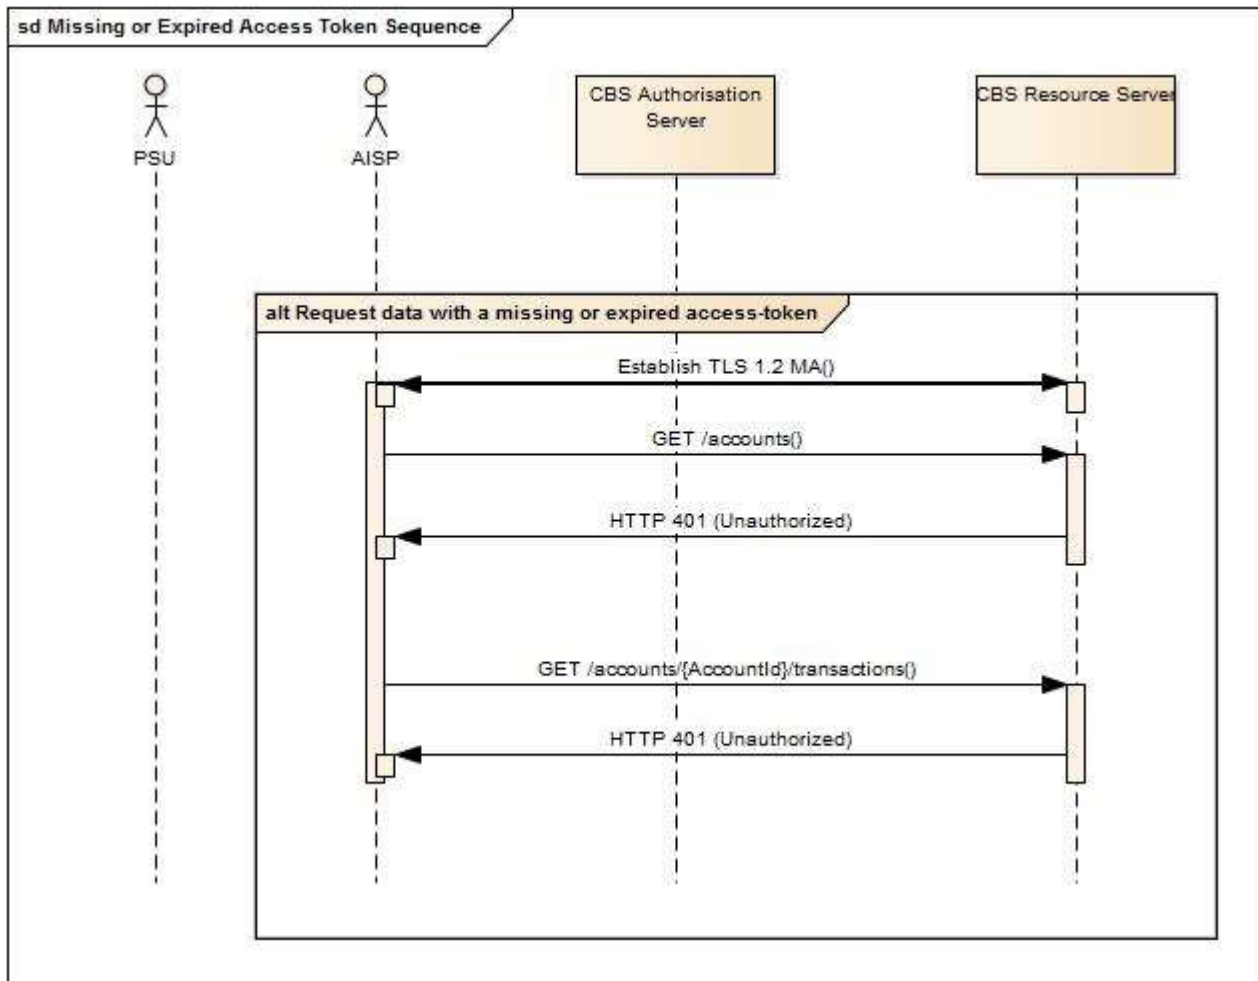 sd Missing or Expired Access Token Sequence
PSU
AISP
CBS Authorisation
Server
CBS Resource Server
alt Request data with a missing or expired access-token
Establish TLS 1.2 MA()
GET /accounts()
HTTP 401 (Unauthorized)
GET /accounts/{AccountId}/transactions()
HTTP 401 (Unauthorized)